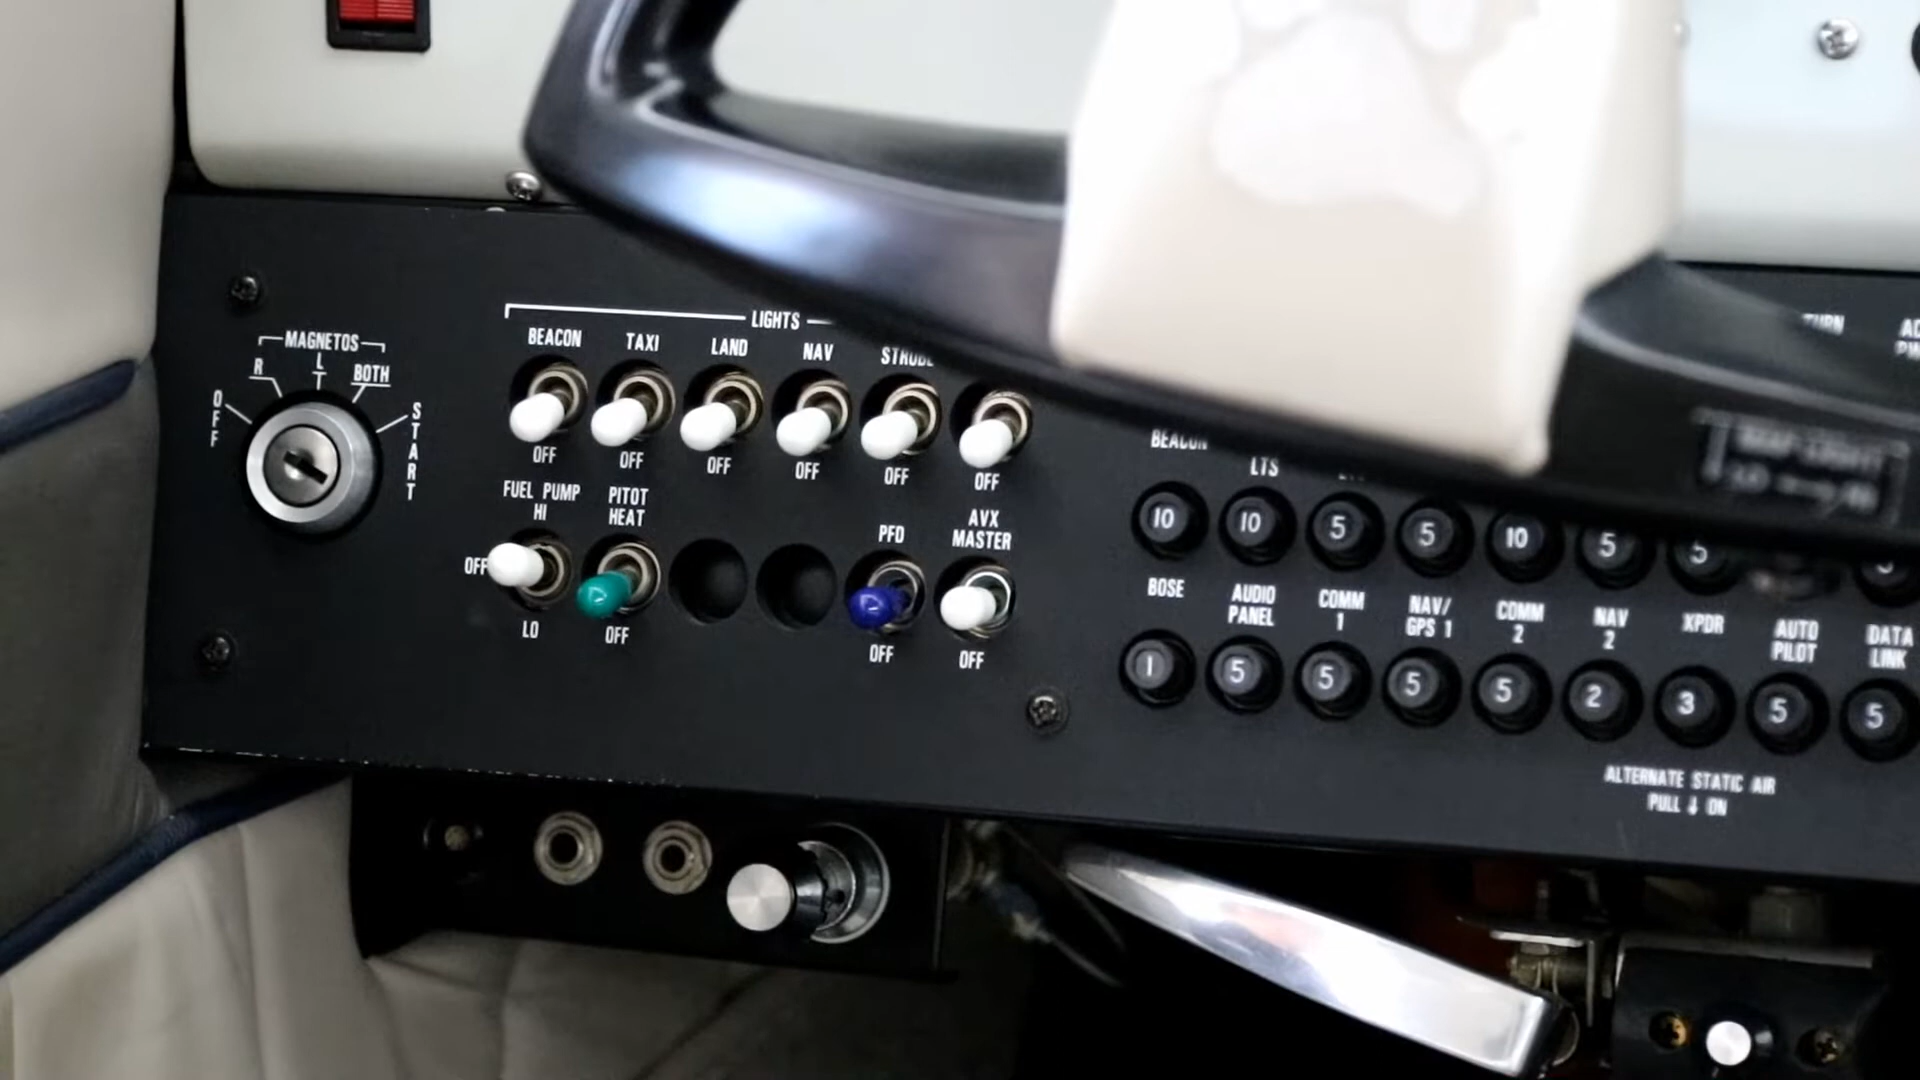 MAGNETOS
R L BOTH
OFF START
LIGHTS
BEACON TAXI LAND NAV STROBE
OFF OFF OFF OFF OFF OFF
FUEL PUMP
HI
OFF
LO
PITOT
HEAT
OFF
PFD
OFF
AVX
MASTER
OFF
TURN
BEACON
LTS
10 10 5 5 10 5 5 5
BOSE
AUDIO
PANEL
COMM
1
NAV/
GPS 1
COMM
2
NAV
2
XPDR
AUTO
PILOT
DATA
LINK
1 5 5 5 5 2 3 5 5
ALTERNATE STATIC AIR
PULL ↓ ON